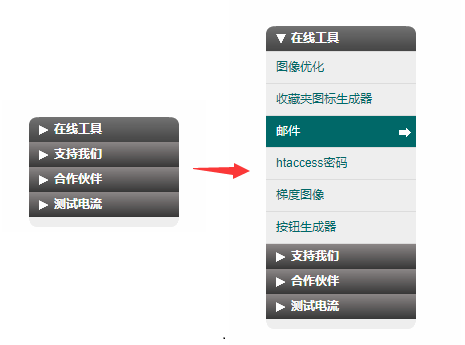 在线工具
支持我们
合作伙伴
测试电流
在线工具
图像优化
收藏夹图标生成器
邮件
htaccess密码
梯度图像
按钮生成器
支持我们
合作伙伴
测试电流